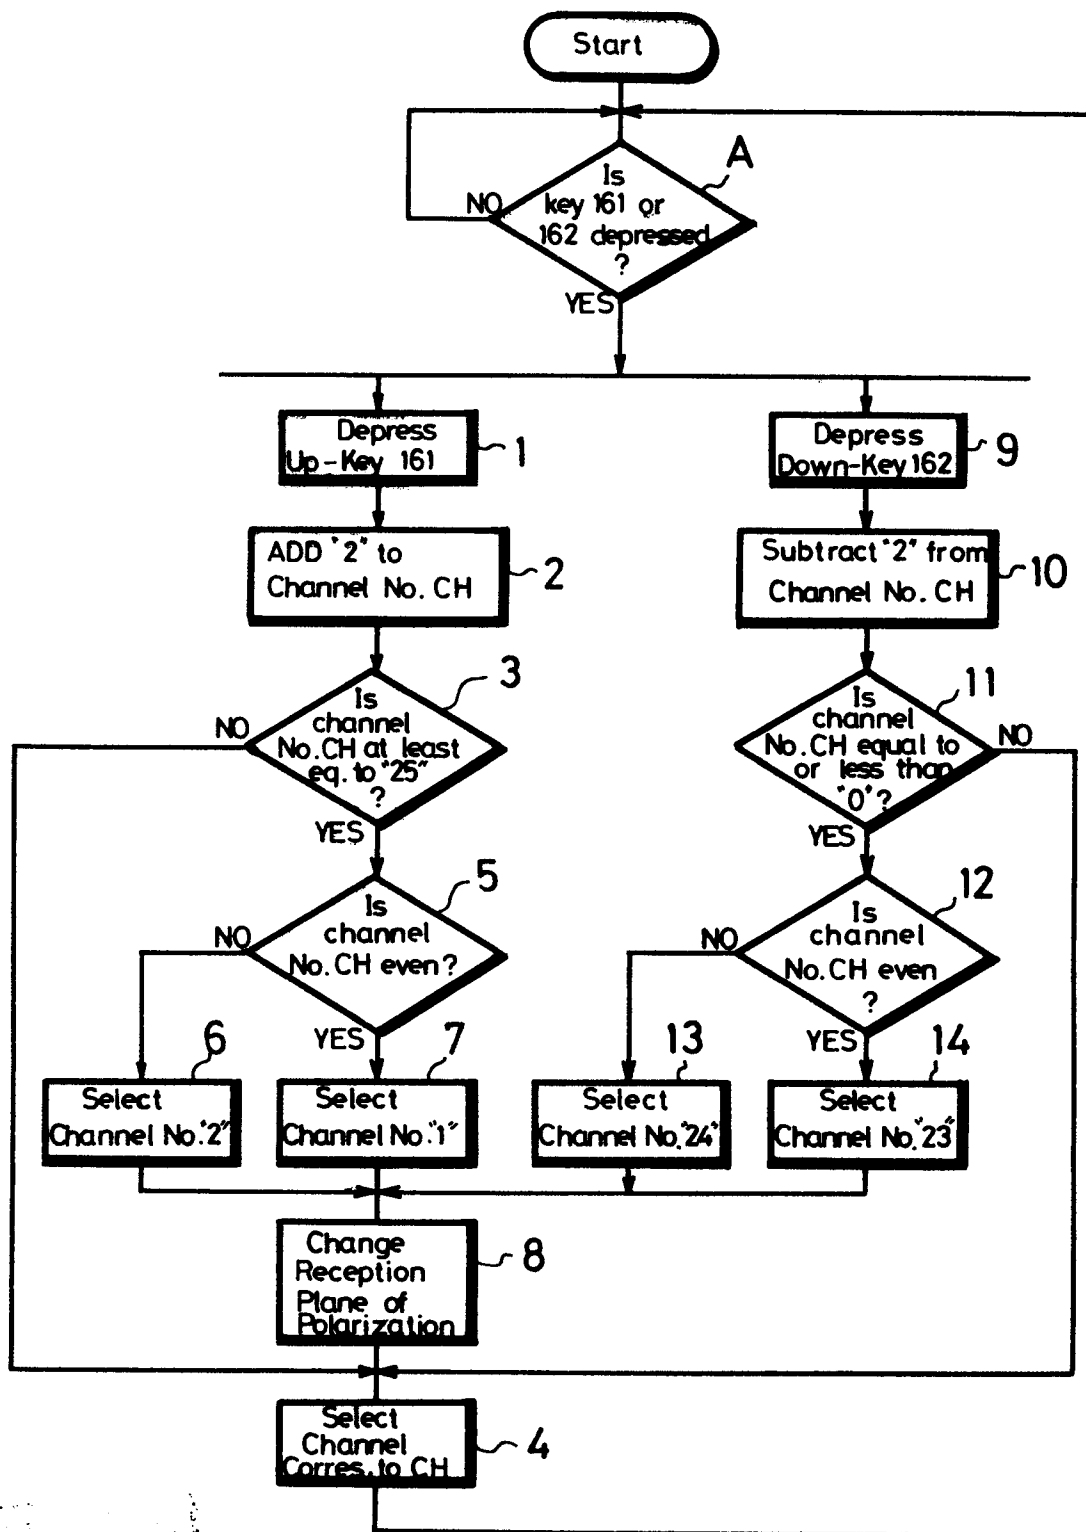 Start
A
Is
key 161 or
162 depressed
?
NO
YES
Depress
Up-Key 161
1
Depress
Down-Key 162
9
ADD "2" to
Channel No. CH
2
Subtract "2" from
Channel No. CH
10
3
Is
channel
No. CH at least
eq. to "25"
?
NO
YES
11
Is
channel
No. CH equal to
or less than
"0"?
NO
YES
5
Is
channel
No. CH even?
NO
YES
12
Is
channel
No. CH even
?
NO
YES
6
Select
Channel No. "2"
7
Select
Channel No. "1"
13
Select
Channel No. "24"
14
Select
Channel No. "23"
Change
Reception
Plane of
Polarization
8
Select
Channel
Corres. to CH
4